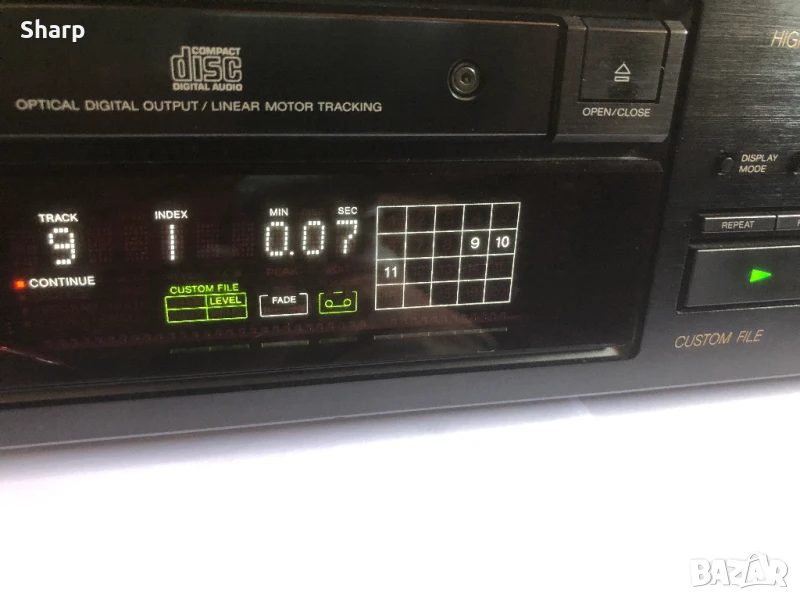 Sharp
COMPACT
disc
DIGITAL AUDIO
HIG
OPTICAL DIGITAL OUTPUT / LINEAR MOTOR TRACKING
OPEN/CLOSE
DISPLAY
MODE
TRACK INDEX MIN SEC
9 1 0.07
9 10
11
CONTINUE
CUSTOM FILE
LEVEL
FADE
REPEAT
CUSTOM FILE
BAZAR